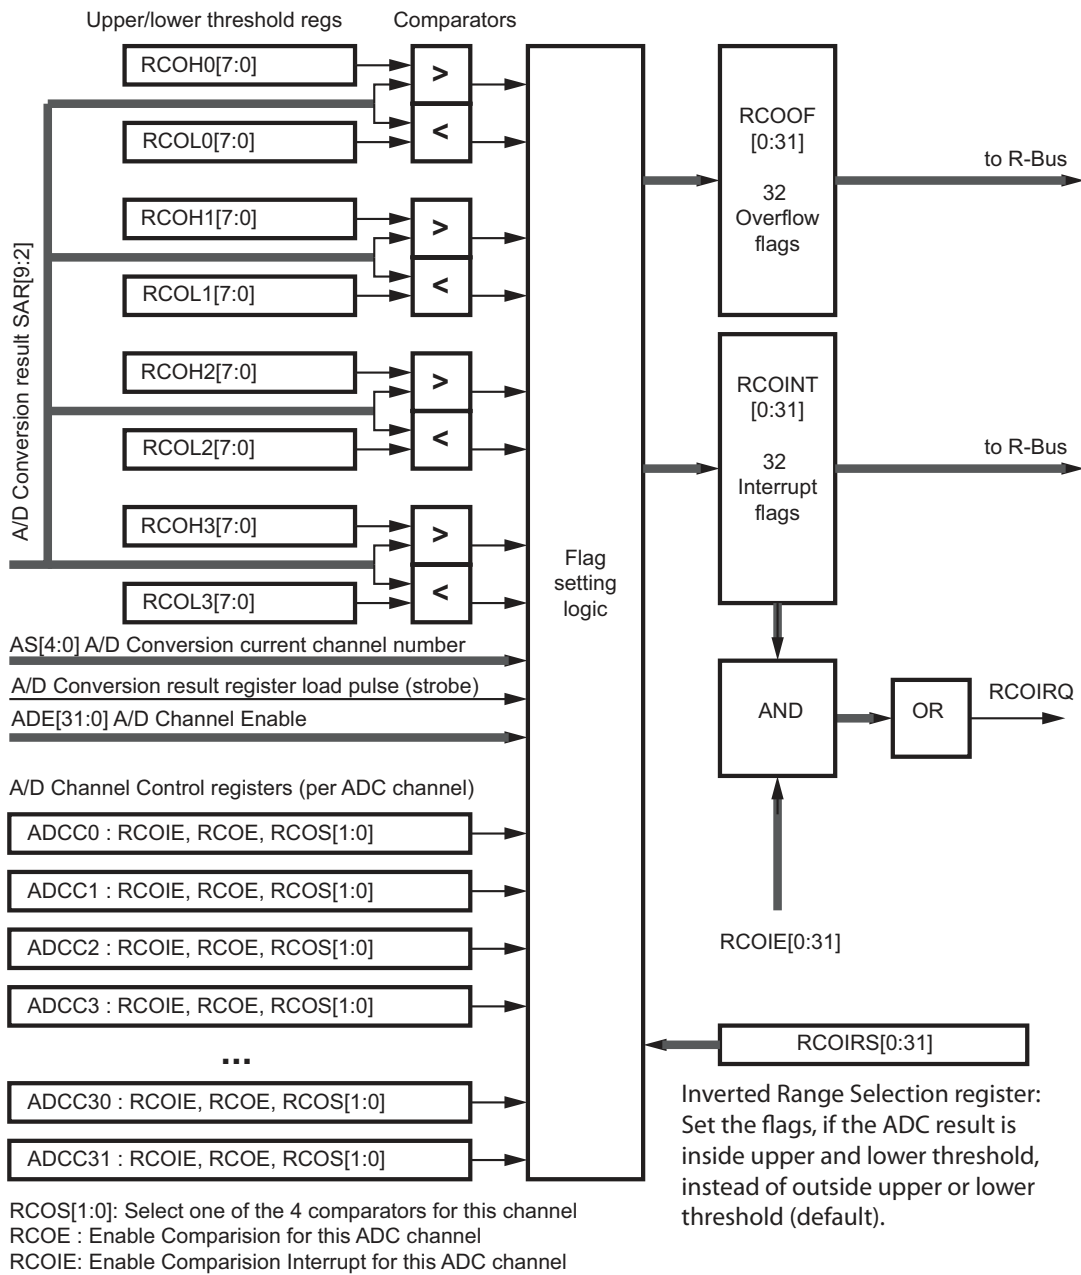 Upper/lower threshold regs
Comparators
RCOH0[7:0]
>
RCOL0[7:0]
<
RCOH1[7:0]
>
RCOL1[7:0]
<
RCOH2[7:0]
>
RCOL2[7:0]
<
RCOH3[7:0]
>
RCOL3[7:0]
<
A/D Conversion result SAR[9:2]
AS[4:0] A/D Conversion current channel number
A/D Conversion result register load pulse (strobe)
ADE[31:0] A/D Channel Enable
A/D Channel Control registers (per ADC channel)
ADCC0 : RCOIE, RCOE, RCOS[1:0]
ADCC1 : RCOIE, RCOE, RCOS[1:0]
ADCC2 : RCOIE, RCOE, RCOS[1:0]
ADCC3 : RCOIE, RCOE, RCOS[1:0]
...
ADCC30 : RCOIE, RCOE, RCOS[1:0]
ADCC31 : RCOIE, RCOE, RCOS[1:0]
RCOS[1:0]: Select one of the 4 comparators for this channel
RCOE : Enable Comparision for this ADC channel
RCOIE: Enable Comparision Interrupt for this ADC channel
Flag
setting
logic
RCOOF
[0:31]
32
Overflow
flags
to R-Bus
RCOINT
[0:31]
32
Interrupt
flags
to R-Bus
AND
OR
RCOIRQ
RCOIE[0:31]
RCOIRS[0:31]
Inverted Range Selection register:
Set the flags, if the ADC result is
inside upper and lower threshold,
instead of outside upper or lower
threshold (default).